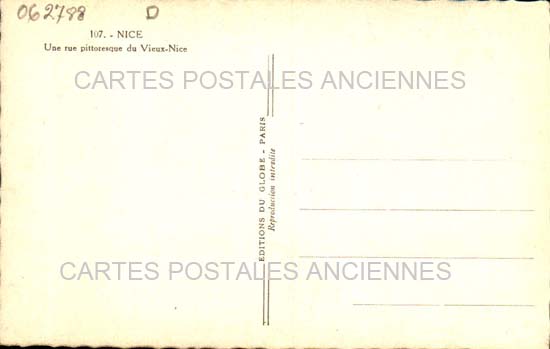 062788 D
107. - NICE
Une rue pittoresque du Vieux-Nice
CARTES POSTALES ANCIENNES
EDITIONS DU GLOBE - PARIS
Reproduction interdite
CARTES POSTALES ANCIENNES